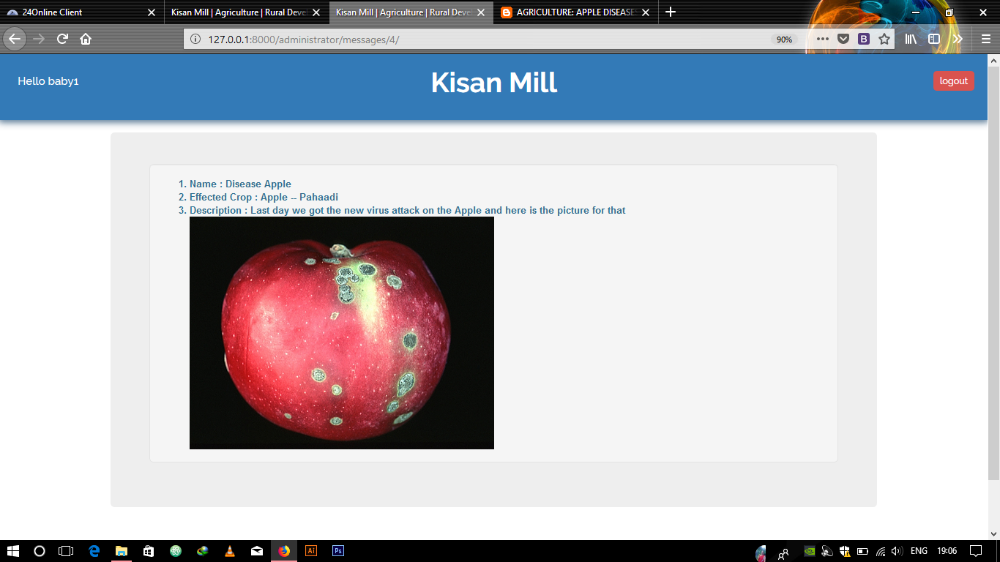 24Online Client
Kisan Mill | Agriculture | Rural Deve
Kisan Mill | Agriculture | Rural Deve
AGRICULTURE: APPLE DISEASE
127.0.0.1:8000/administrator/messages/4/
90%
Hello baby1
Kisan Mill
logout
1. Name : Disease Apple
2. Effected Crop : Apple -- Pahaadi
3. Description : Last day we got the new virus attack on the Apple and here is the picture for that
Ai
Ps
ENG
19:06